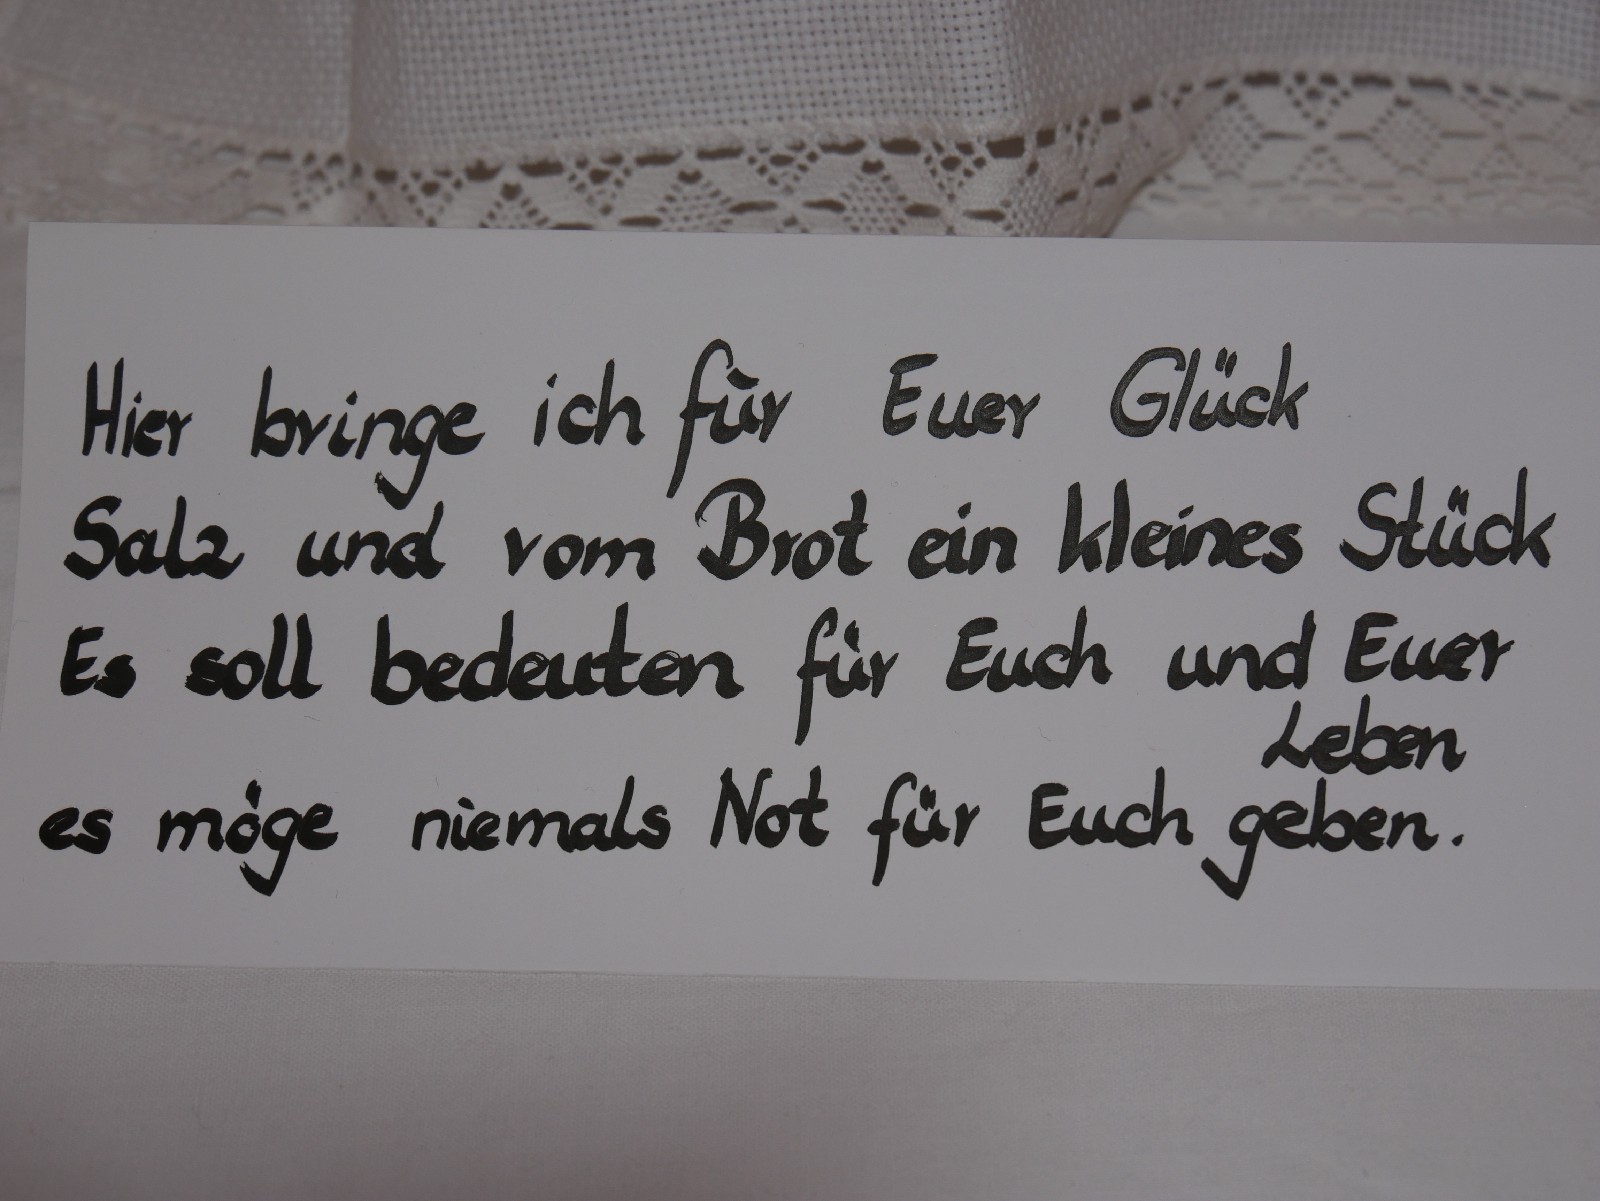 Hier bringe ich für Euer Glück
Salz und vom Brot ein kleines Stück
Es soll bedeuten für Euch und Euer
Leben
es möge niemals Not für Euch geben.